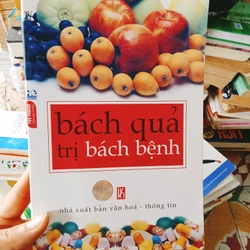 bách quả
trị bách bệnh
nhà xuất bản văn hoá - thông tin